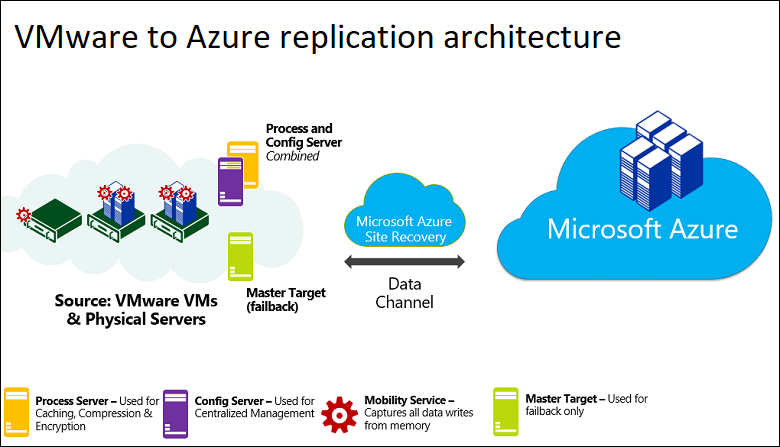 VMware to Azure replication architecture
Process and
Config Server
Combined
Microsoft Azure
Site Recovery
Microsoft Azure
Data
Channel
Master Target
(failback)
Source: VMware VMs
& Physical Servers
Process Server – Used for
Caching, Compression &
Encryption
Config Server – Used for
Centralized Management
Mobility Service –
Captures all data writes
from memory
Master Target – Used for
failback only